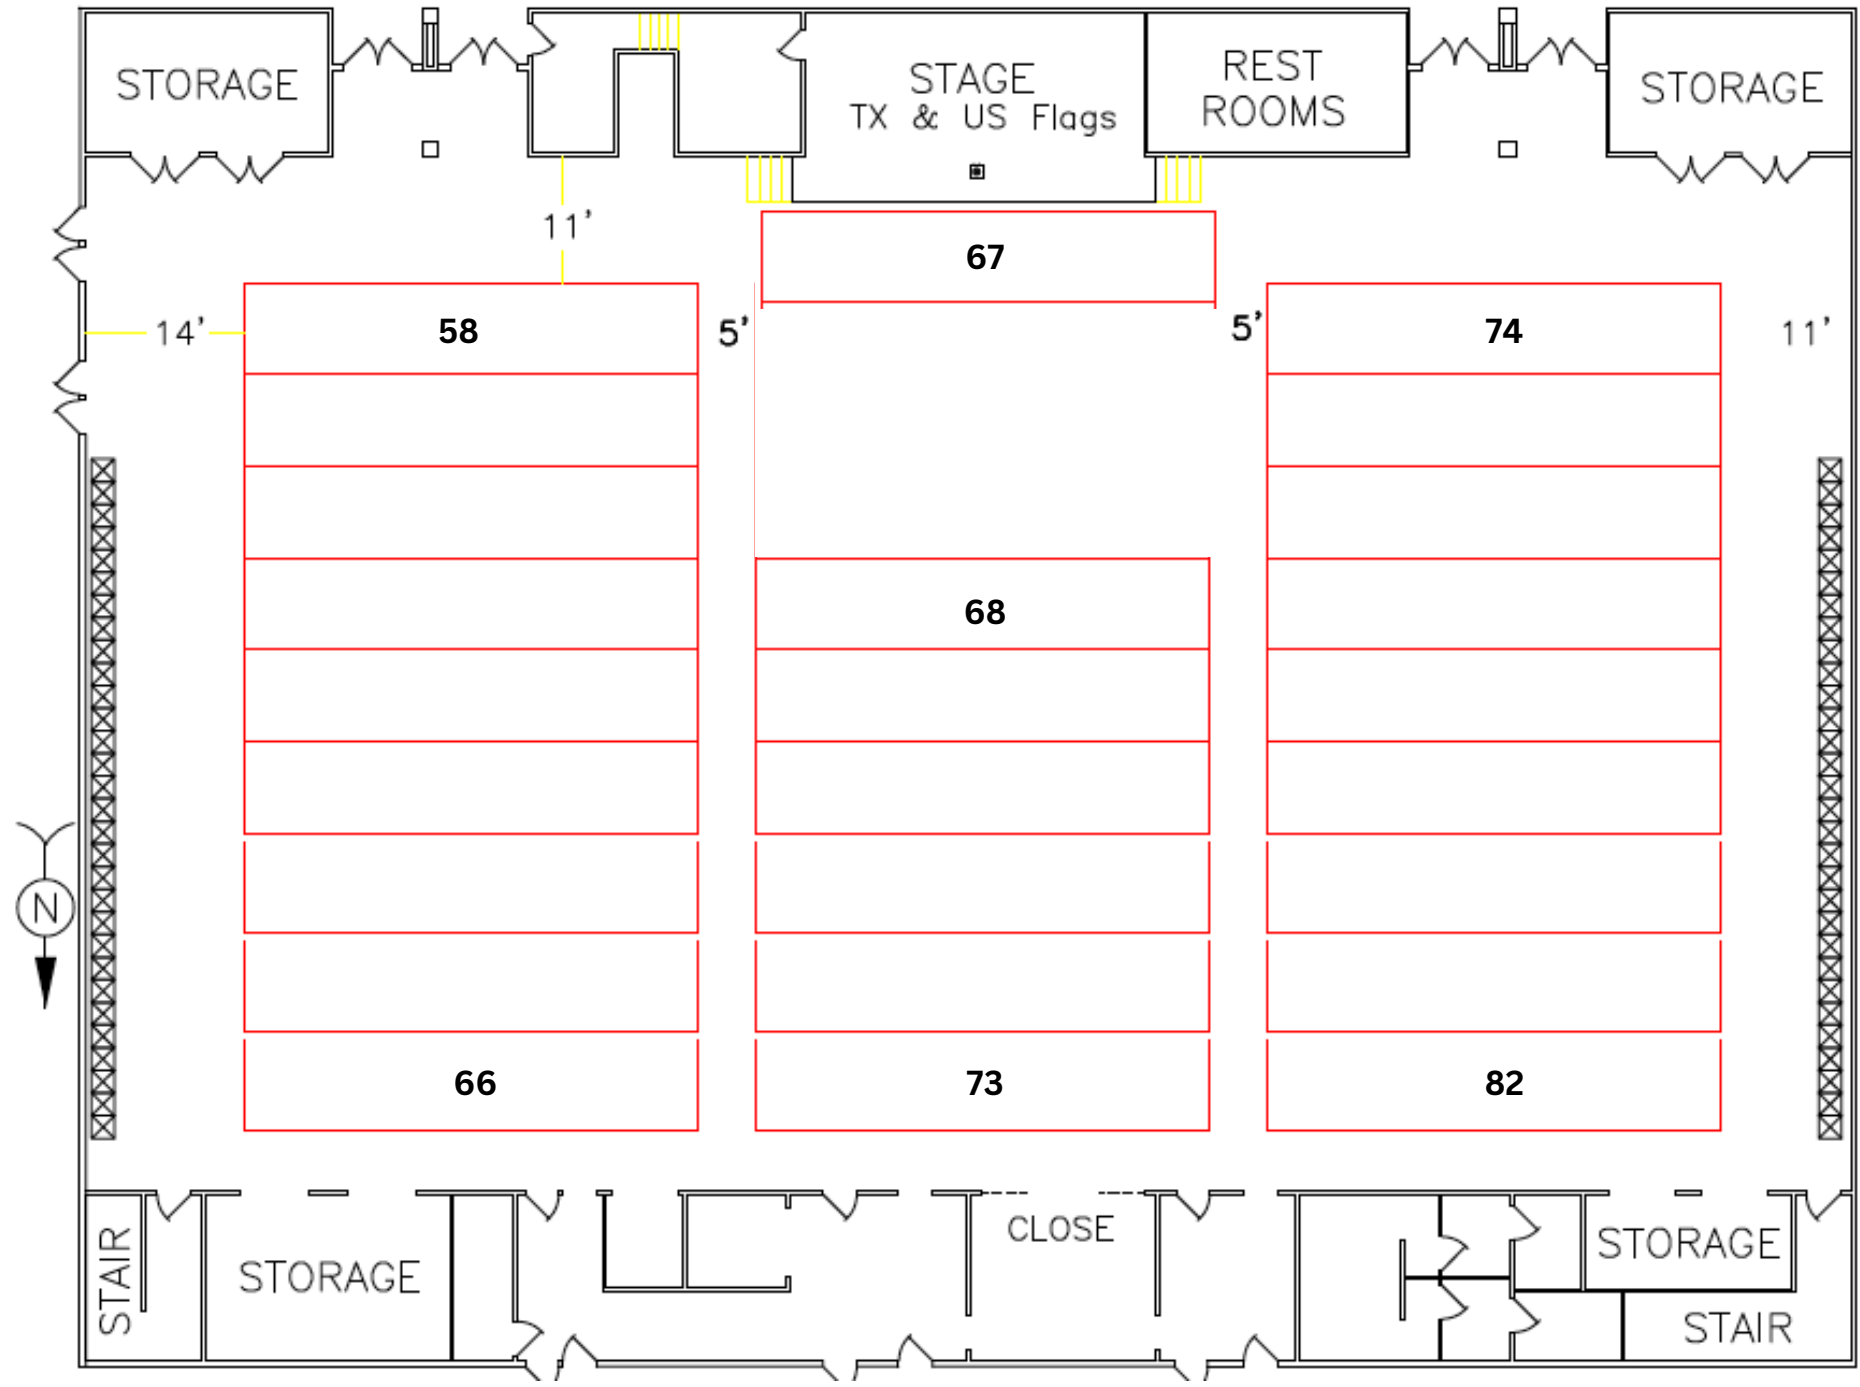 STORAGE
STAGE
TX & US Flags
REST
ROOMS
STORAGE
11'
67
14'
58
5'
5'
74
11'
68
N
66
73
82
STAIR
STORAGE
CLOSE
STORAGE
STAIR